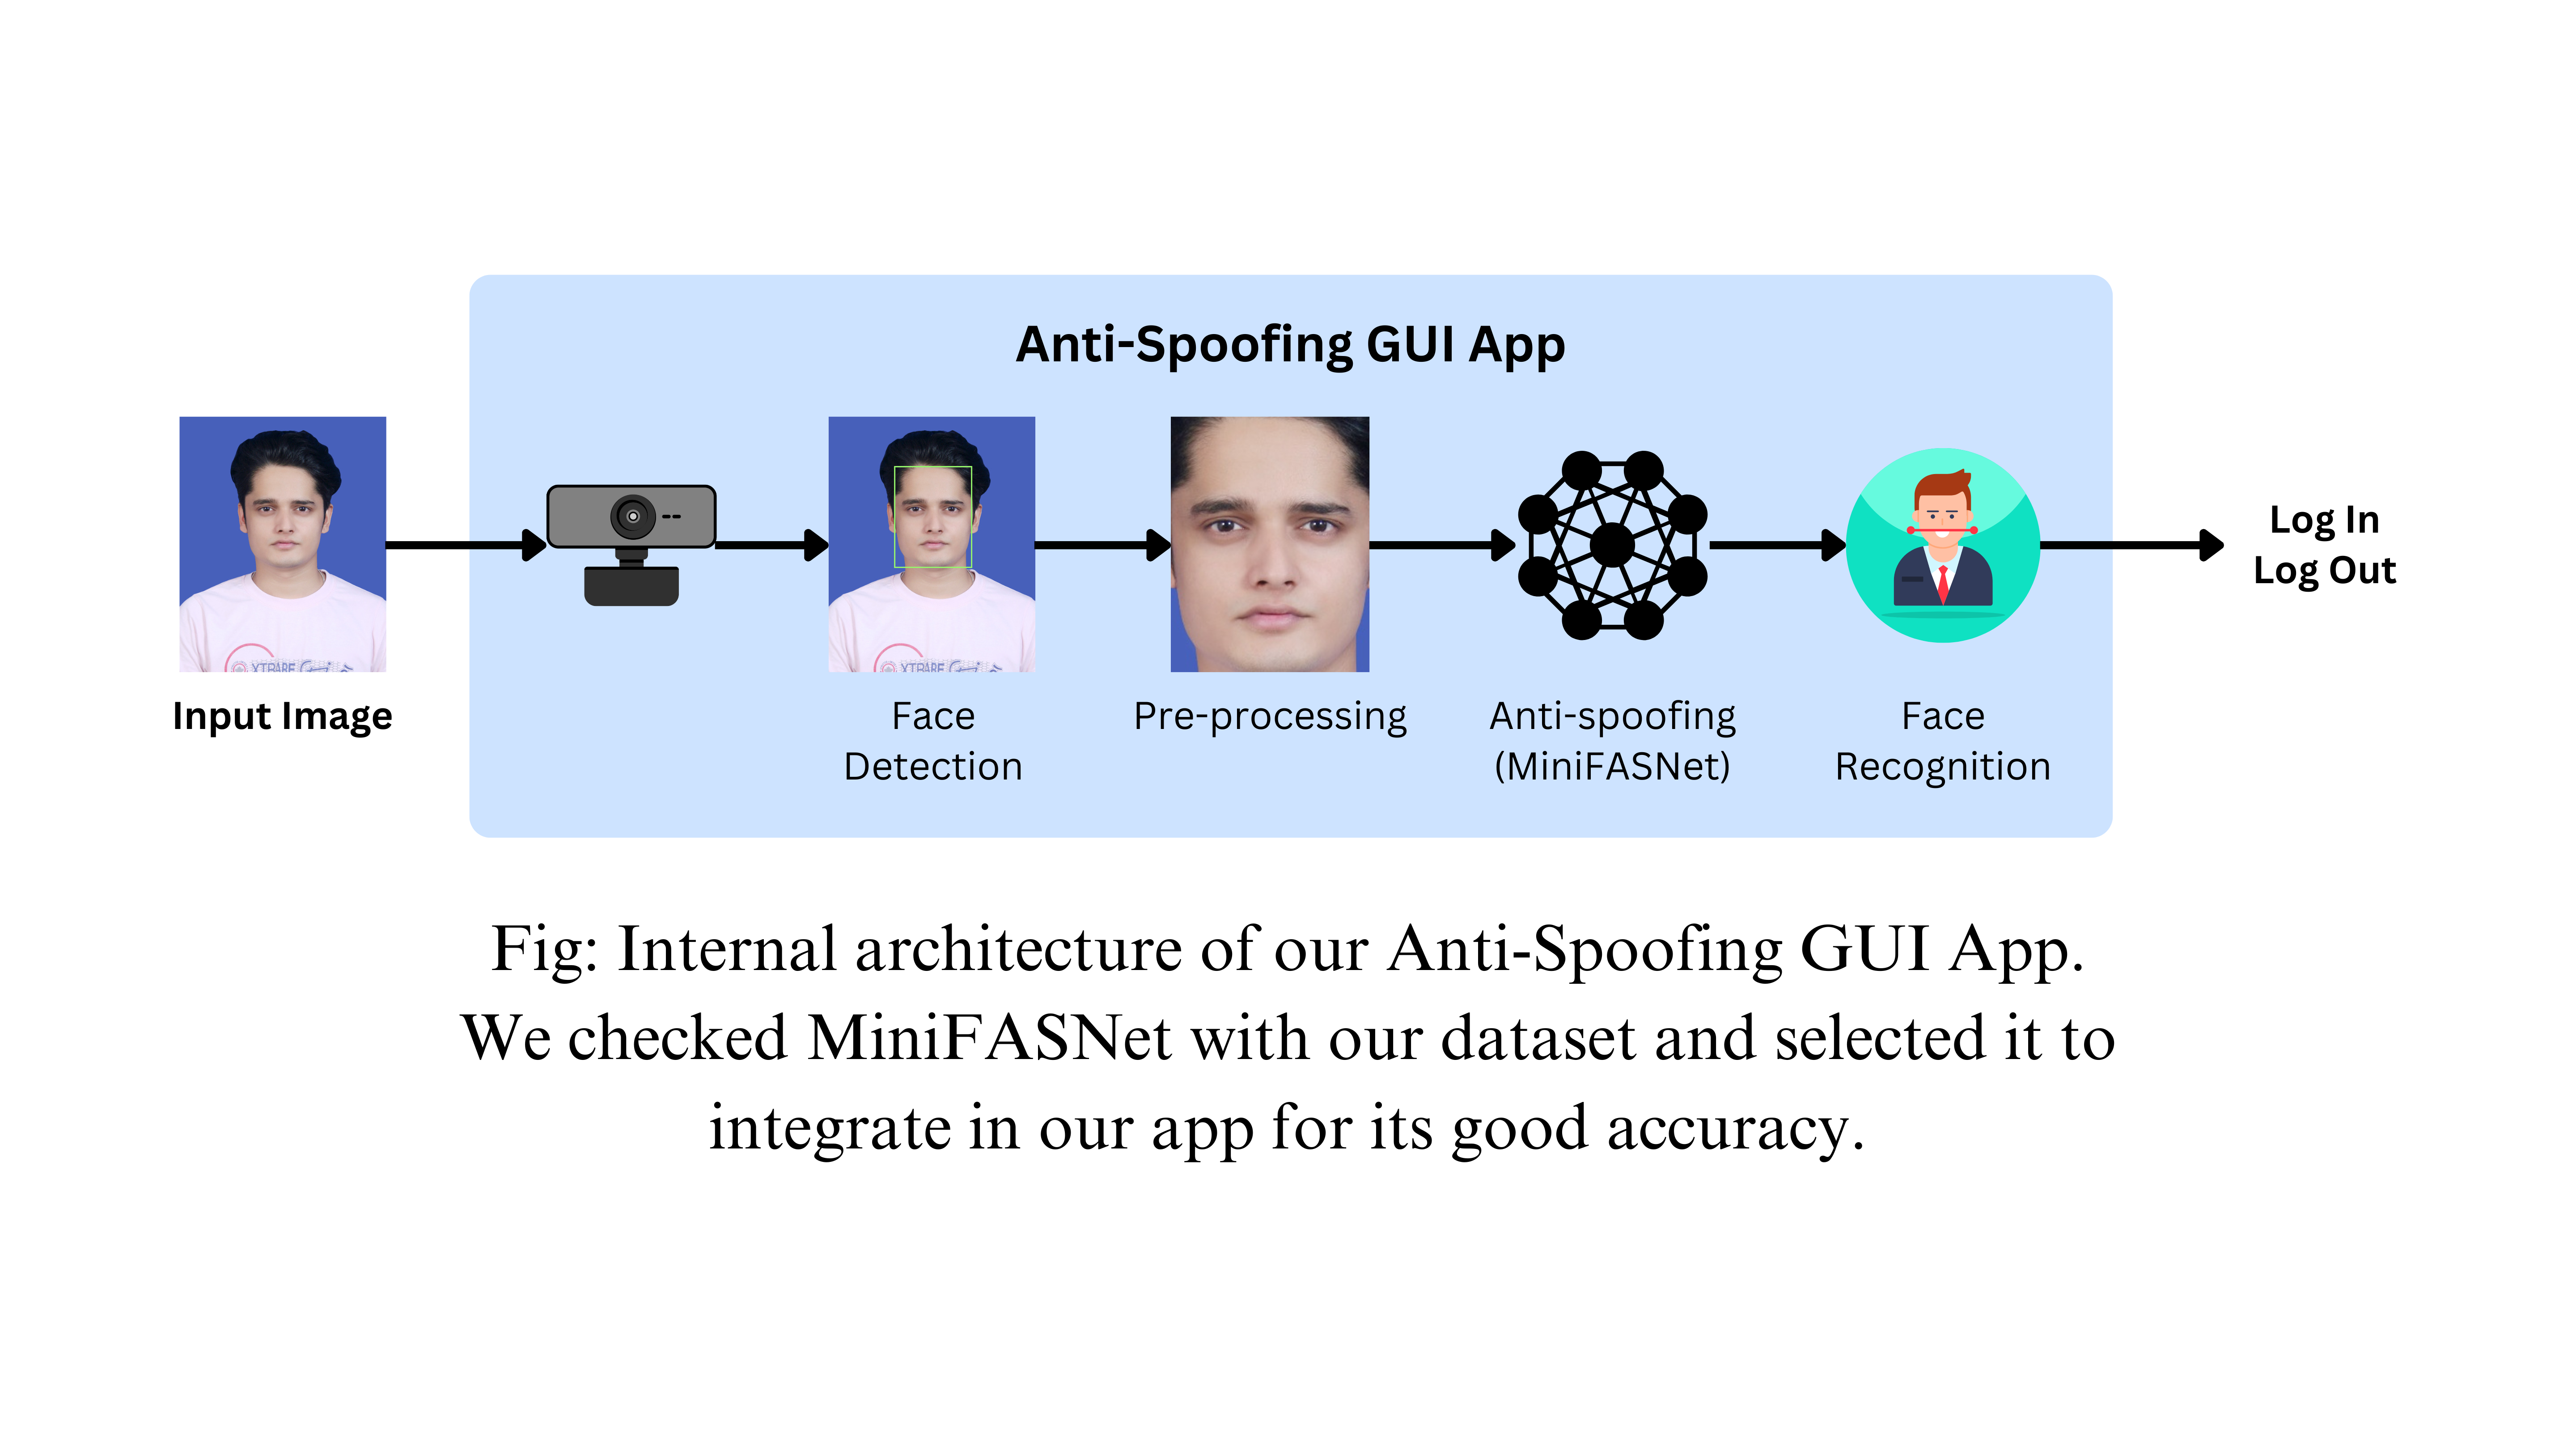 Anti-Spoofing GUI App
Input Image
Face
Detection
Pre-processing
Anti-spoofing
(MiniFASNet)
Face
Recognition
Log In
Log Out
Fig: Internal architecture of our Anti-Spoofing GUI App.
We checked MiniFASNet with our dataset and selected it to
integrate in our app for its good accuracy.